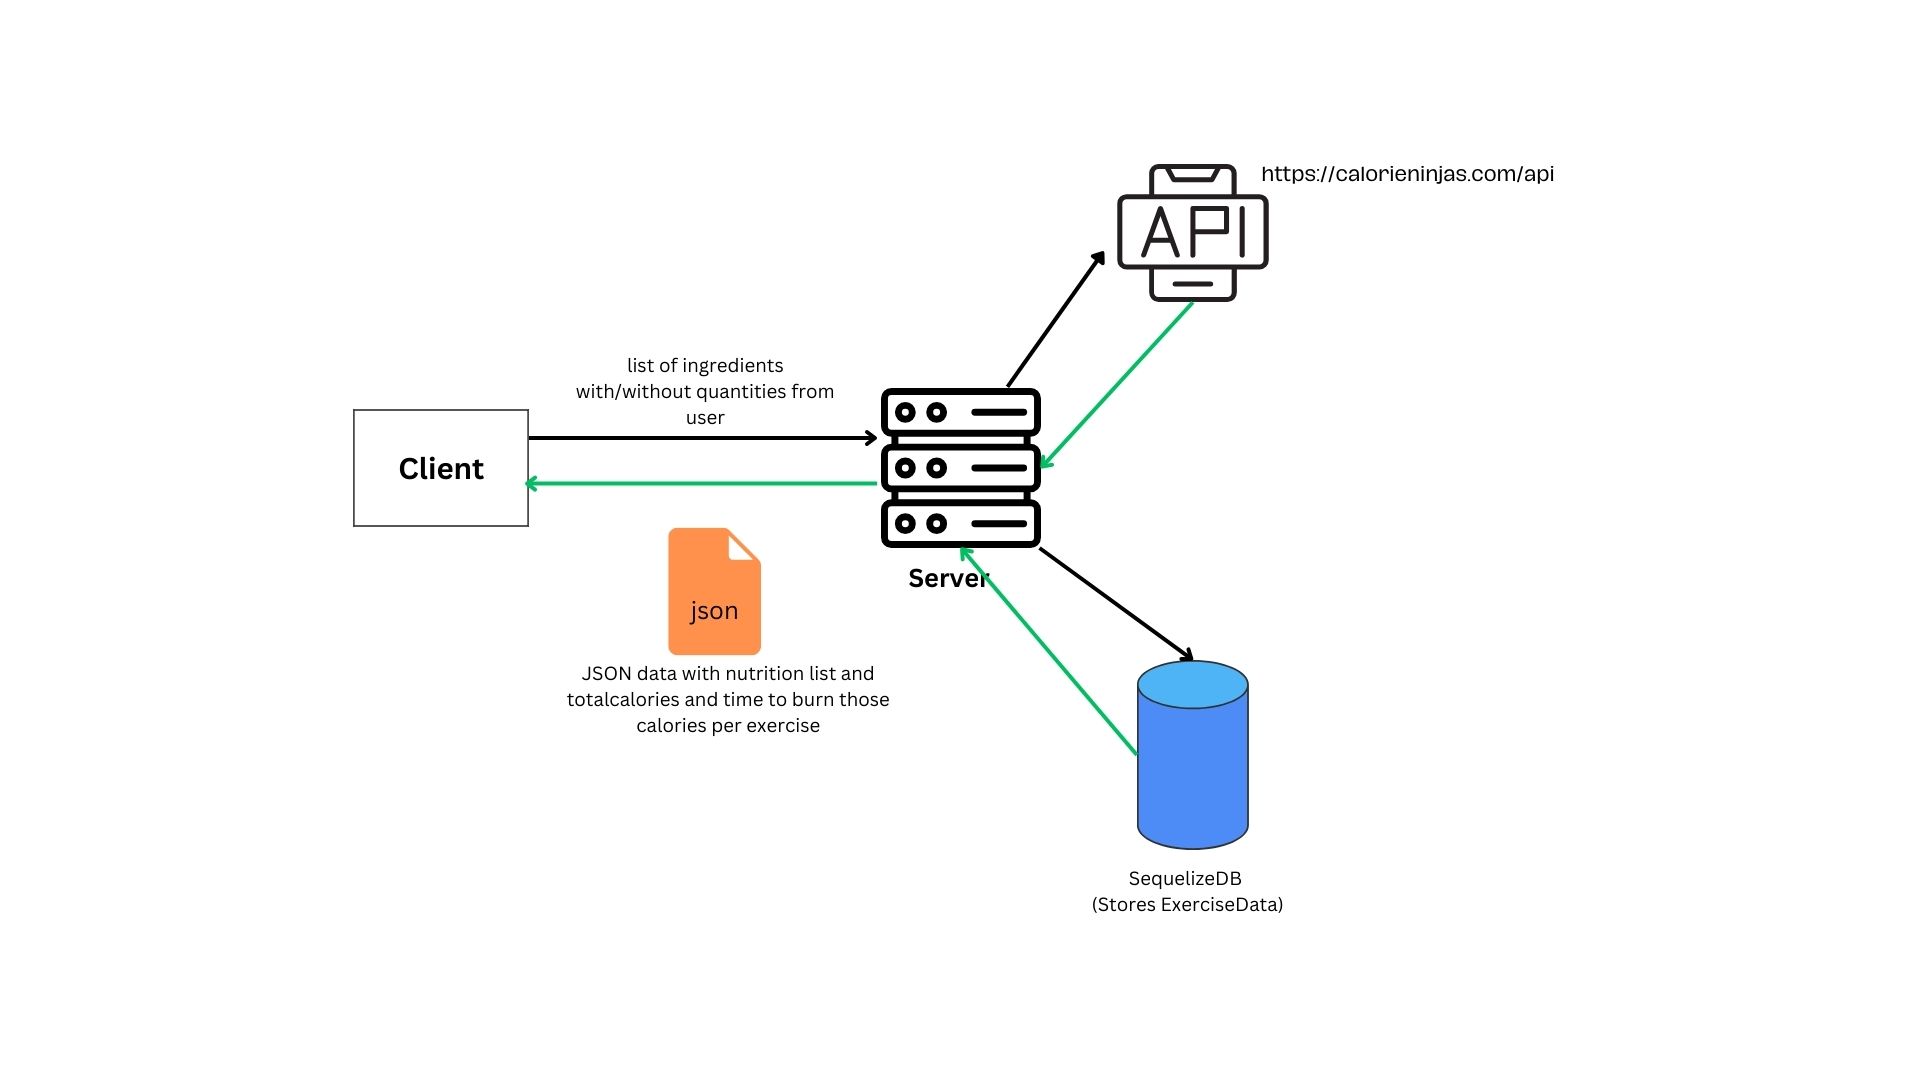 https://calorieninjas.com/api
API
list of ingredients
with/without quantities from
user
Client
Server
json
JSON data with nutrition list and
totalcalories and time to burn those
calories per exercise
SequelizeDB
(Stores ExerciseData)